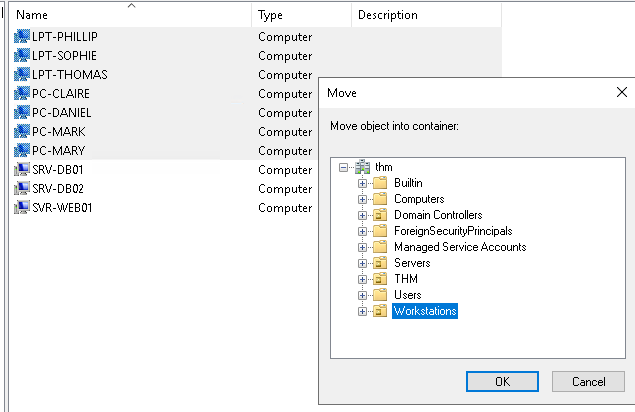 Name Type Description
LPT-PHILLIP Computer
LPT-SOPHIE Computer
LPT-THOMAS Computer
PC-CLAIRE Computer
PC-DANIEL Computer
PC-MARK Computer
PC-MARY Computer
SRV-DB01 Computer
SRV-DB02 Computer
SVR-WEB01 Computer
Move
Move object into container:
thm
Builtin
Computers
Domain Controllers
ForeignSecurityPrincipals
Managed Service Accounts
Servers
THM
Users
Workstations
OK Cancel